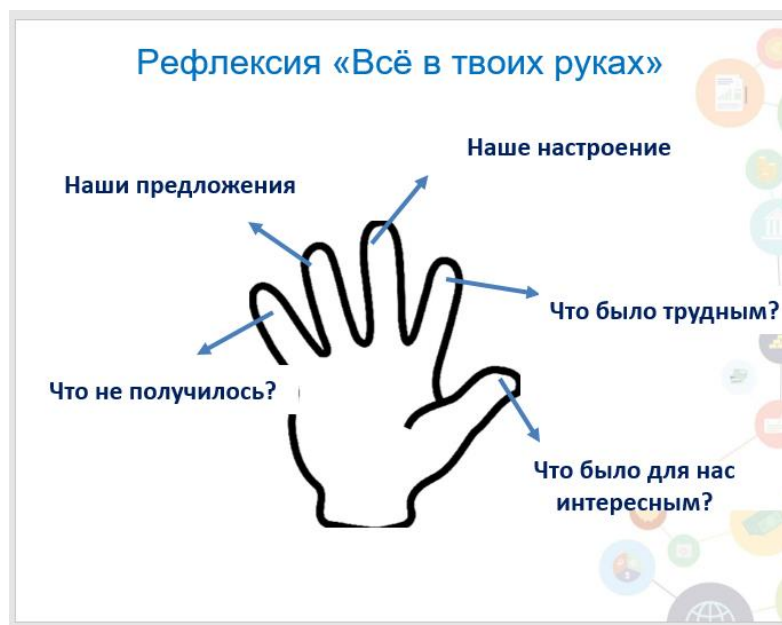 Рефлексия «Всё в твоих руках»
Наше настроение
Наши предложения
Что было трудным?
Что не получилось?
Что было для нас
интересным?